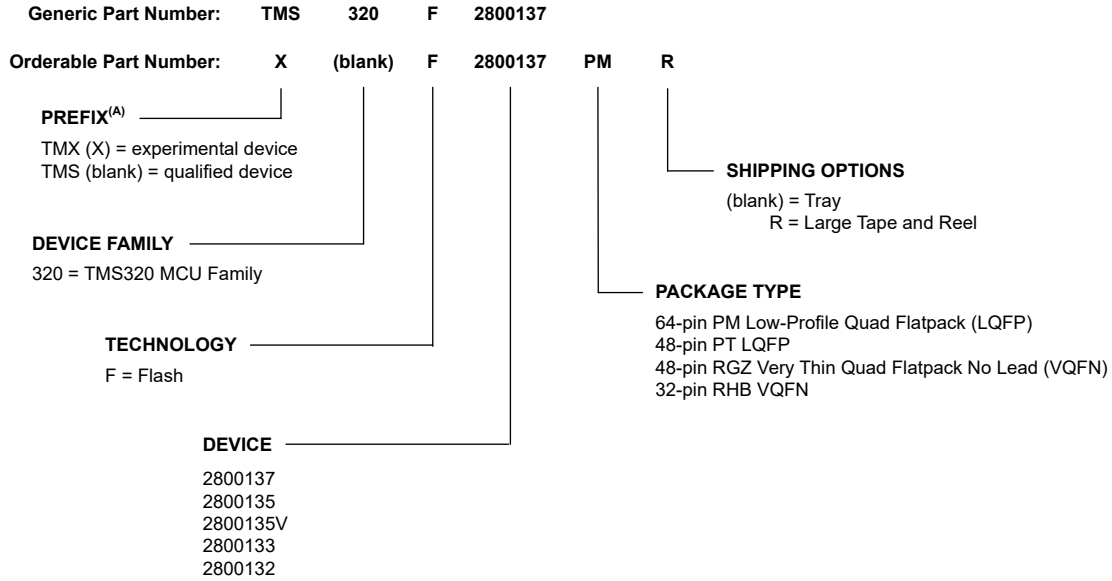 Generic Part Number: TMS 320 F 2800137
Orderable Part Number: X (blank) F 2800137 PM R
PREFIX(A)
TMX (X) = experimental device
TMS (blank) = qualified device
SHIPPING OPTIONS
(blank) = Tray
R = Large Tape and Reel
DEVICE FAMILY
320 = TMS320 MCU Family
PACKAGE TYPE
64-pin PM Low-Profile Quad Flatpack (LQFP)
48-pin PT LQFP
48-pin RGZ Very Thin Quad Flatpack No Lead (VQFN)
32-pin RHB VQFN
TECHNOLOGY
F = Flash
DEVICE
2800137
2800135
2800135V
2800133
2800132